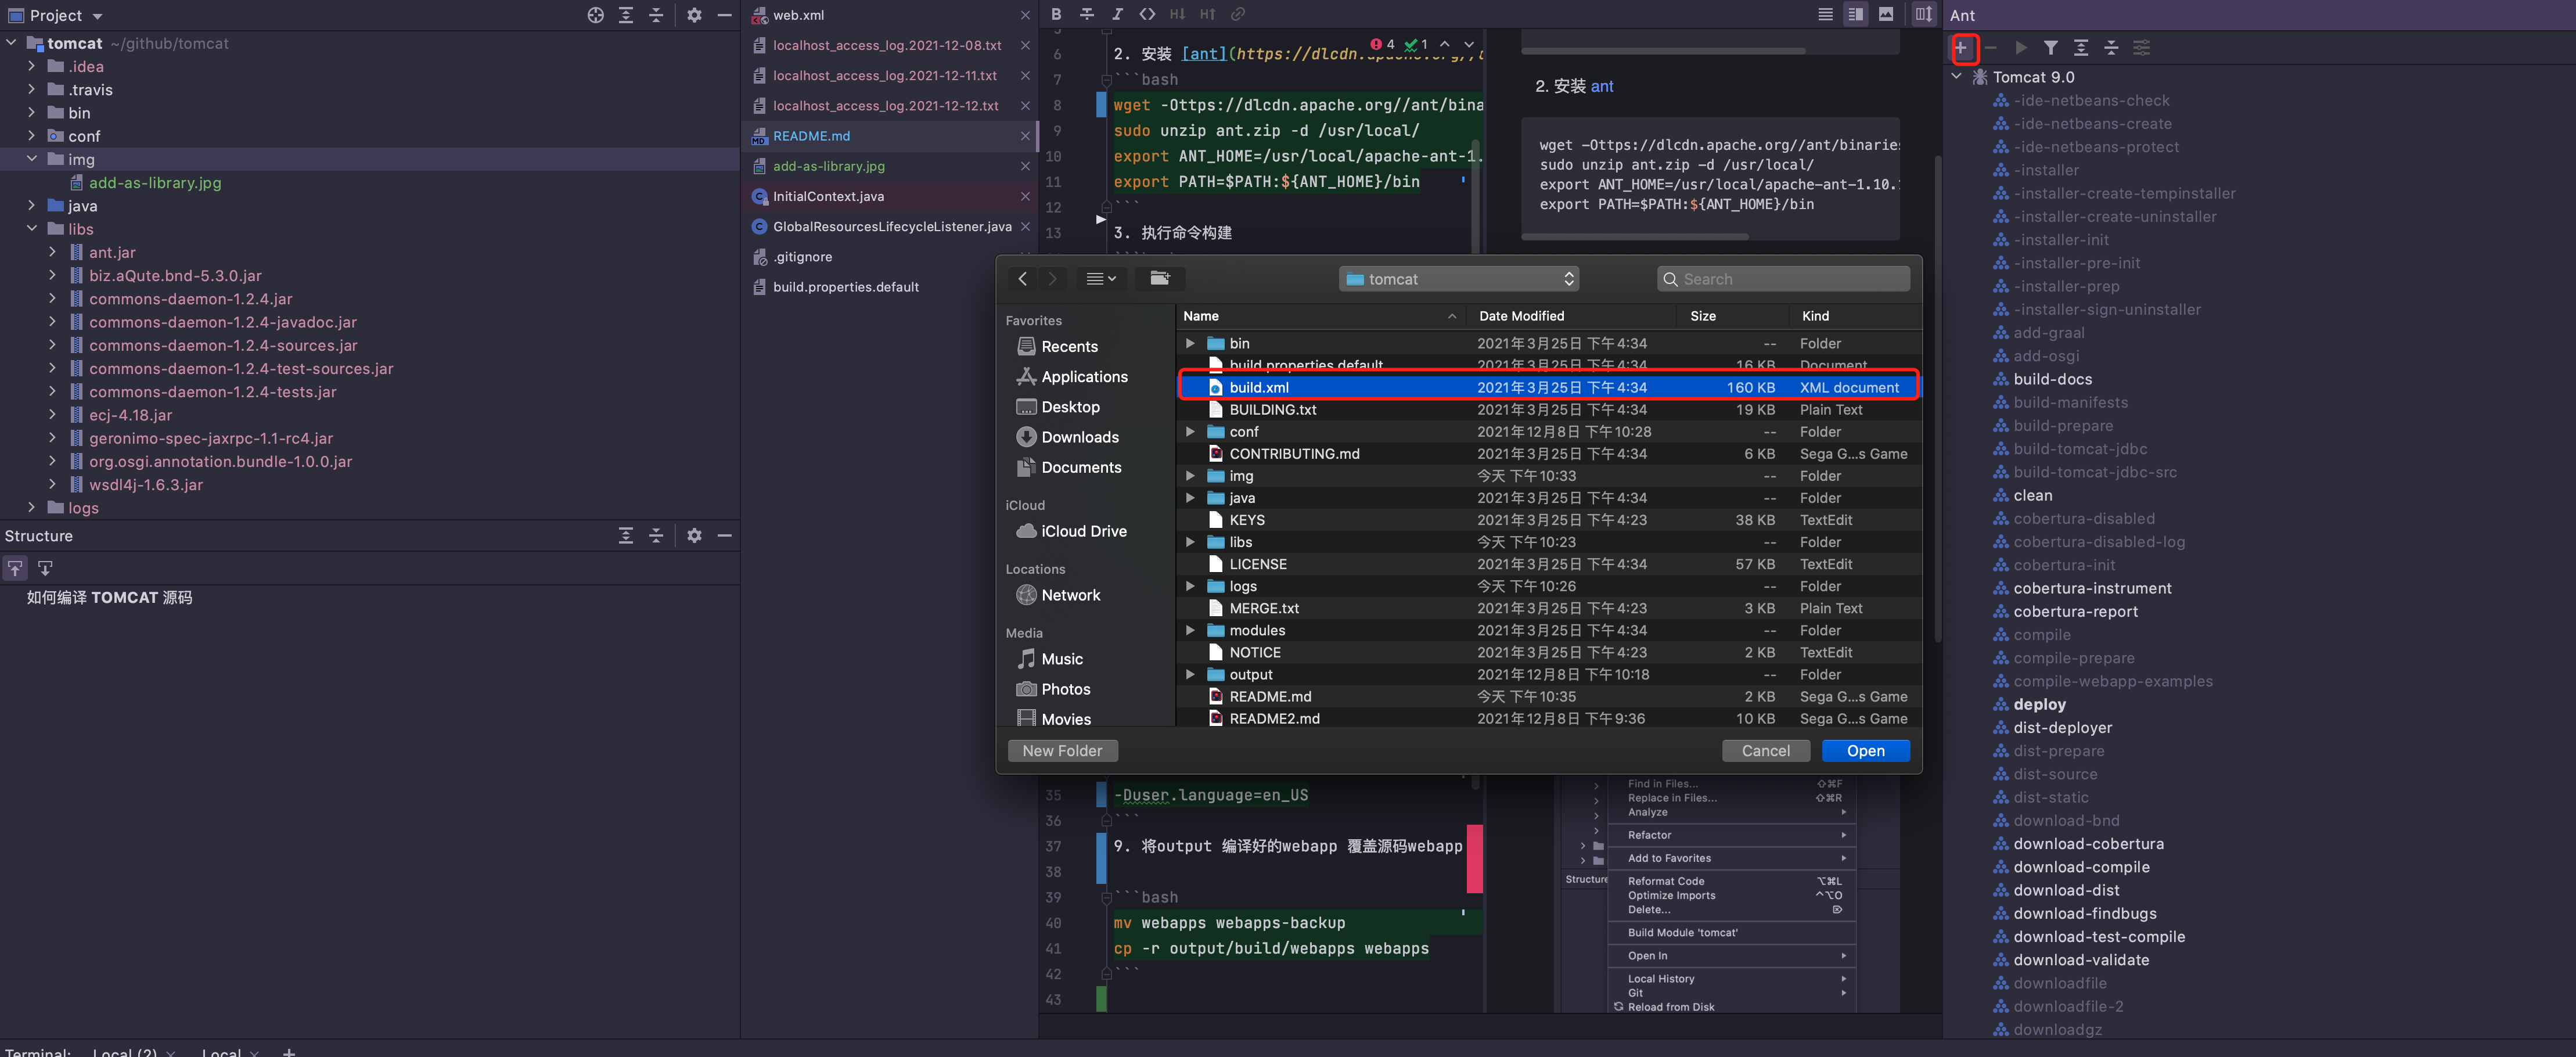 Project
tomcat ~/github/tomcat
.idea
.travis
bin
conf
img
add-as-library.jpg
java
libs
ant.jar
biz.aQute.bnd-5.3.0.jar
commons-daemon-1.2.4.jar
commons-daemon-1.2.4-javadoc.jar
commons-daemon-1.2.4-sources.jar
commons-daemon-1.2.4-test-sources.jar
commons-daemon-1.2.4-tests.jar
ecj-4.18.jar
geronimo-spec-jaxrpc-1.1-rc4.jar
org.osgi.annotation.bundle-1.0.0.jar
wsdl4j-1.6.3.jar
logs
Structure
如何编译 TOMCAT 源码
web.xml
localhost_access_log.2021-12-08.txt
localhost_access_log.2021-12-11.txt
localhost_access_log.2021-12-12.txt
README.md
add-as-library.jpg
InitialContext.java
GlobalResourcesLifecycleListener.java
.gitignore
build.properties.default
B I <> H↓ H↑
4 1
6 2. 安装 [ant](https://dlcdn.apache.org//
7 ```bash
8 wget -Ottps://dlcdn.apache.org//ant/bina
9 sudo unzip ant.zip -d /usr/local/
10 export ANT_HOME=/usr/local/apache-ant-1.
11 export PATH=$PATH:${ANT_HOME}/bin
12 ```
13 3. 执行命令构建
2. 安装 ant
wget -Ottps://dlcdn.apache.org//ant/binaries
sudo unzip ant.zip -d /usr/local/
export ANT_HOME=/usr/local/apache-ant-1.10.
export PATH=$PATH:${ANT_HOME}/bin
tomcat
Search
Favorites
Recents
Applications
Desktop
Downloads
Documents
iCloud
iCloud Drive
Locations
Network
Media
Music
Photos
Movies
Name Date Modified Size Kind
bin 2021年3月25日 下午4:34 -- Folder
build.properties.default 2021年3月25日 下午4:34 16 KB Document
build.xml 2021年3月25日 下午4:34 160 KB XML document
BUILDING.txt 2021年3月25日 下午4:34 19 KB Plain Text
conf 2021年12月8日 下午10:28 -- Folder
CONTRIBUTING.md 2021年3月25日 下午4:34 6 KB Sega G...s Game
img 今天 下午10:33 -- Folder
java 2021年3月25日 下午4:34 -- Folder
KEYS 2021年3月25日 下午4:23 38 KB TextEdit
libs 今天 下午10:23 -- Folder
LICENSE 2021年3月25日 下午4:34 57 KB TextEdit
logs 今天 下午10:26 -- Folder
MERGE.txt 2021年3月25日 下午4:23 3 KB Plain Text
modules 2021年3月25日 下午4:34 -- Folder
NOTICE 2021年3月25日 下午4:23 2 KB TextEdit
output 2021年12月8日 下午10:18 -- Folder
README.md 今天 下午10:35 2 KB Sega G...s Game
README2.md 2021年12月8日 下午9:36 10 KB Sega G...s Game
New Folder Cancel Open
35 -Duser.language=en_US
36 ```
37 9. 将output 编译好的webapp 覆盖源码webapp
38
39 ```bash
40 mv webapps webapps-backup
41 cp -r output/build/webapps webapps
42 ```
43
Structure
Find in Files... ⇧⌘F
Replace in Files... ⇧⌘R
Analyze
Refactor
Add to Favorites
Reformat Code ⌥⌘L
Optimize Imports ^⌥O
Delete... ⌦
Build Module 'tomcat'
Open In
Local History
Git
Reload from Disk
Ant
Tomcat 9.0
-ide-netbeans-check
-ide-netbeans-create
-ide-netbeans-protect
-installer
-installer-create-tempinstaller
-installer-create-uninstaller
-installer-init
-installer-pre-init
-installer-prep
-installer-sign-uninstaller
add-graal
add-osgi
build-docs
build-manifests
build-prepare
build-tomcat-jdbc
build-tomcat-jdbc-src
clean
cobertura-disabled
cobertura-disabled-log
cobertura-init
cobertura-instrument
cobertura-report
compile
compile-prepare
compile-webapp-examples
deploy
dist-deployer
dist-prepare
dist-source
dist-static
download-bnd
download-cobertura
download-compile
download-dist
download-findbugs
download-test-compile
download-validate
downloadfile
downloadfile-2
downloadgz
Terminal: Local (2) × Local × +